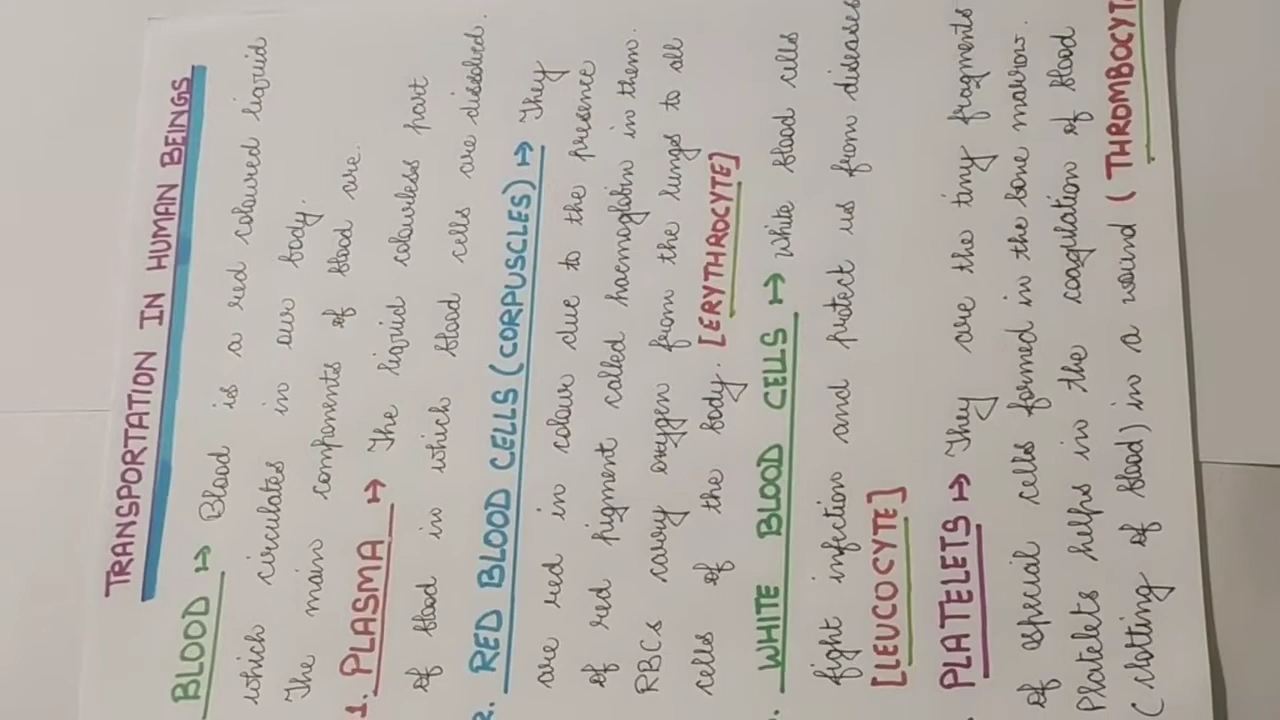 TRANSPORTATION IN HUMAN BEINGS
BLOOD → Blood is a red coloured liquid
which circulates in our body.
The main components of blood are.
1. PLASMA → The liquid colourless part
of blood in which blood cells are dissolved.
2. RED BLOOD CELLS (CORPUSCLES) → They
are red in colour due to the presence
of red pigment called haemoglobin in them.
RBCs carry oxygen from the lungs to all
cells of the body. [ERYTHROCYTE]
WHITE BLOOD CELLS → White blood cells
fight infection and protect us from diseases
[LEUCOCYTE]
PLATELETS → They are the tiny fragments
of special cells formed in the bone marrow.
Platelets helps in the coagulation of blood
(clotting of blood) in a wound (THROMBOCYT